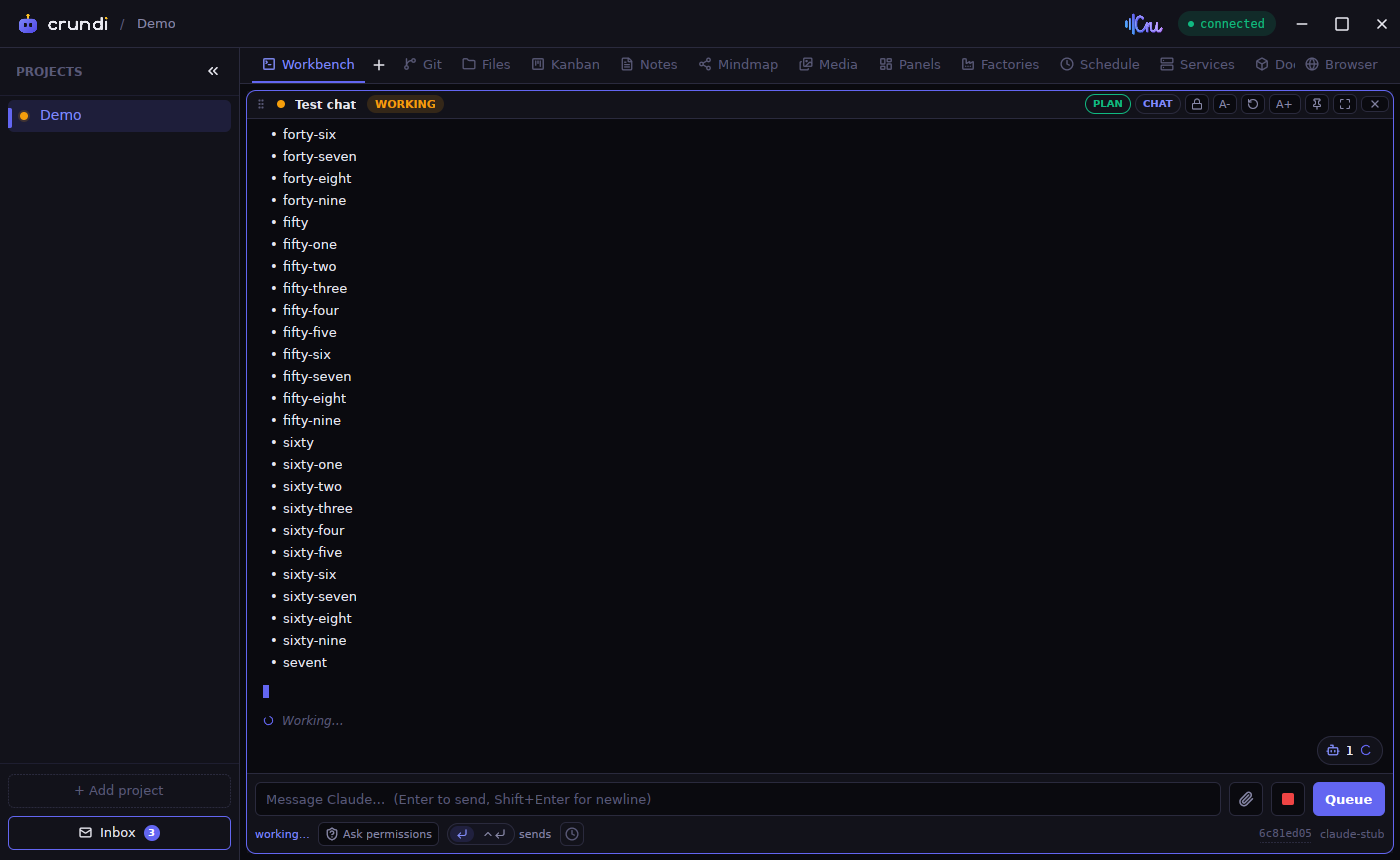 crundi / Demo
Cru
connected
PROJECTS
Workbench + Git Files Kanban Notes Mindmap Media Panels Factories Schedule Services Doc Browser
Demo
Test chat WORKING PLAN CHAT A- A+
• forty-six
• forty-seven
• forty-eight
• forty-nine
• fifty
• fifty-one
• fifty-two
• fifty-three
• fifty-four
• fifty-five
• fifty-six
• fifty-seven
• fifty-eight
• fifty-nine
• sixty
• sixty-one
• sixty-two
• sixty-three
• sixty-four
• sixty-five
• sixty-six
• sixty-seven
• sixty-eight
• sixty-nine
• sevent
Working...
1
+ Add project
Inbox 3
Message Claude... (Enter to send, Shift+Enter for newline)
Queue
working... Ask permissions sends 6c81ed05 claude-stub